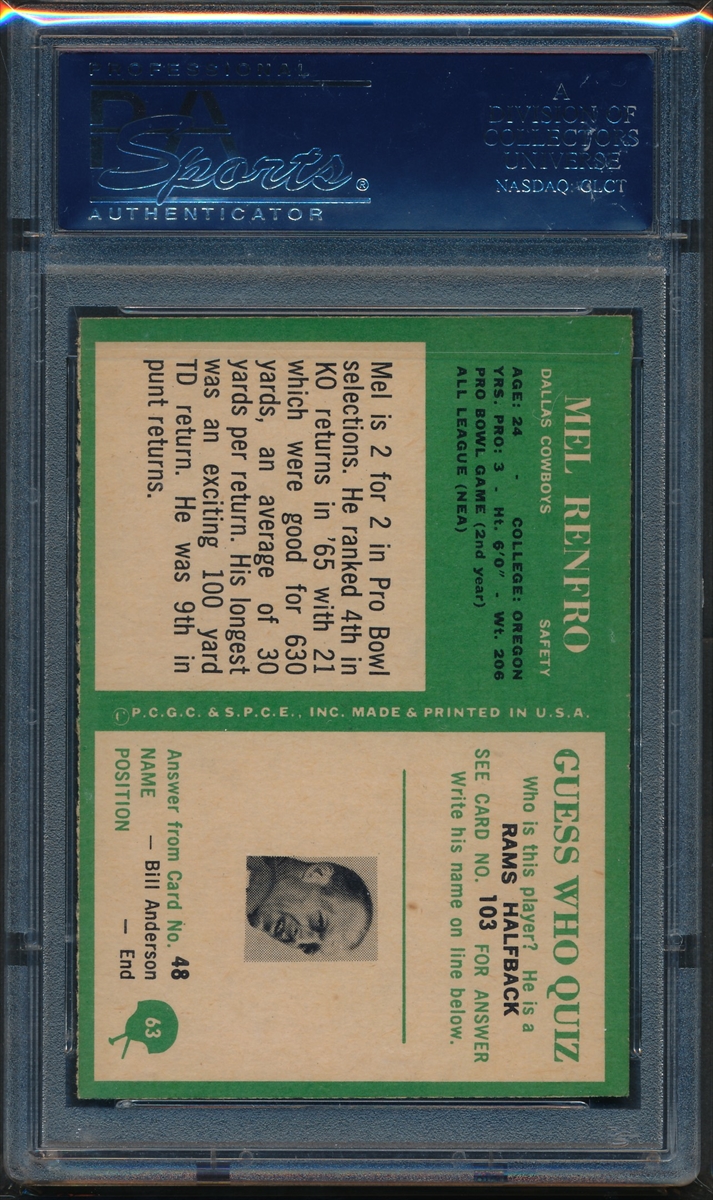 PROFESSIONAL
PSA
Sports®
AUTHENTICATOR
A
DIVISION OF
COLLECTORS
UNIVERSE
NASDAQ: CLCT
MEL RENFRO
DALLAS COWBOYS SAFETY
AGE: 24 - COLLEGE: OREGON
YRS. PRO: 3 - Ht. 6'0" - Wt. 206
PRO BOWL GAME (2nd year)
ALL LEAGUE (NEA)
Mel is 2 for 2 in Pro Bowl
selections. He ranked 4th in
KO returns in '65 with 21
which were good for 630
yards, an average of 30
yards per return. His longest
was an exciting 100 yard
TD return. He was 9th in
punt returns.
©P.C.G.C. & S.P.C.E., INC. MADE & PRINTED IN U.S.A.
GUESS WHO QUIZ
Who is this player? He is a
RAMS HALFBACK
SEE CARD NO. 103 FOR ANSWER
Write his name on line below.
Answer from Card No. 48
NAME — Bill Anderson
POSITION — End
63